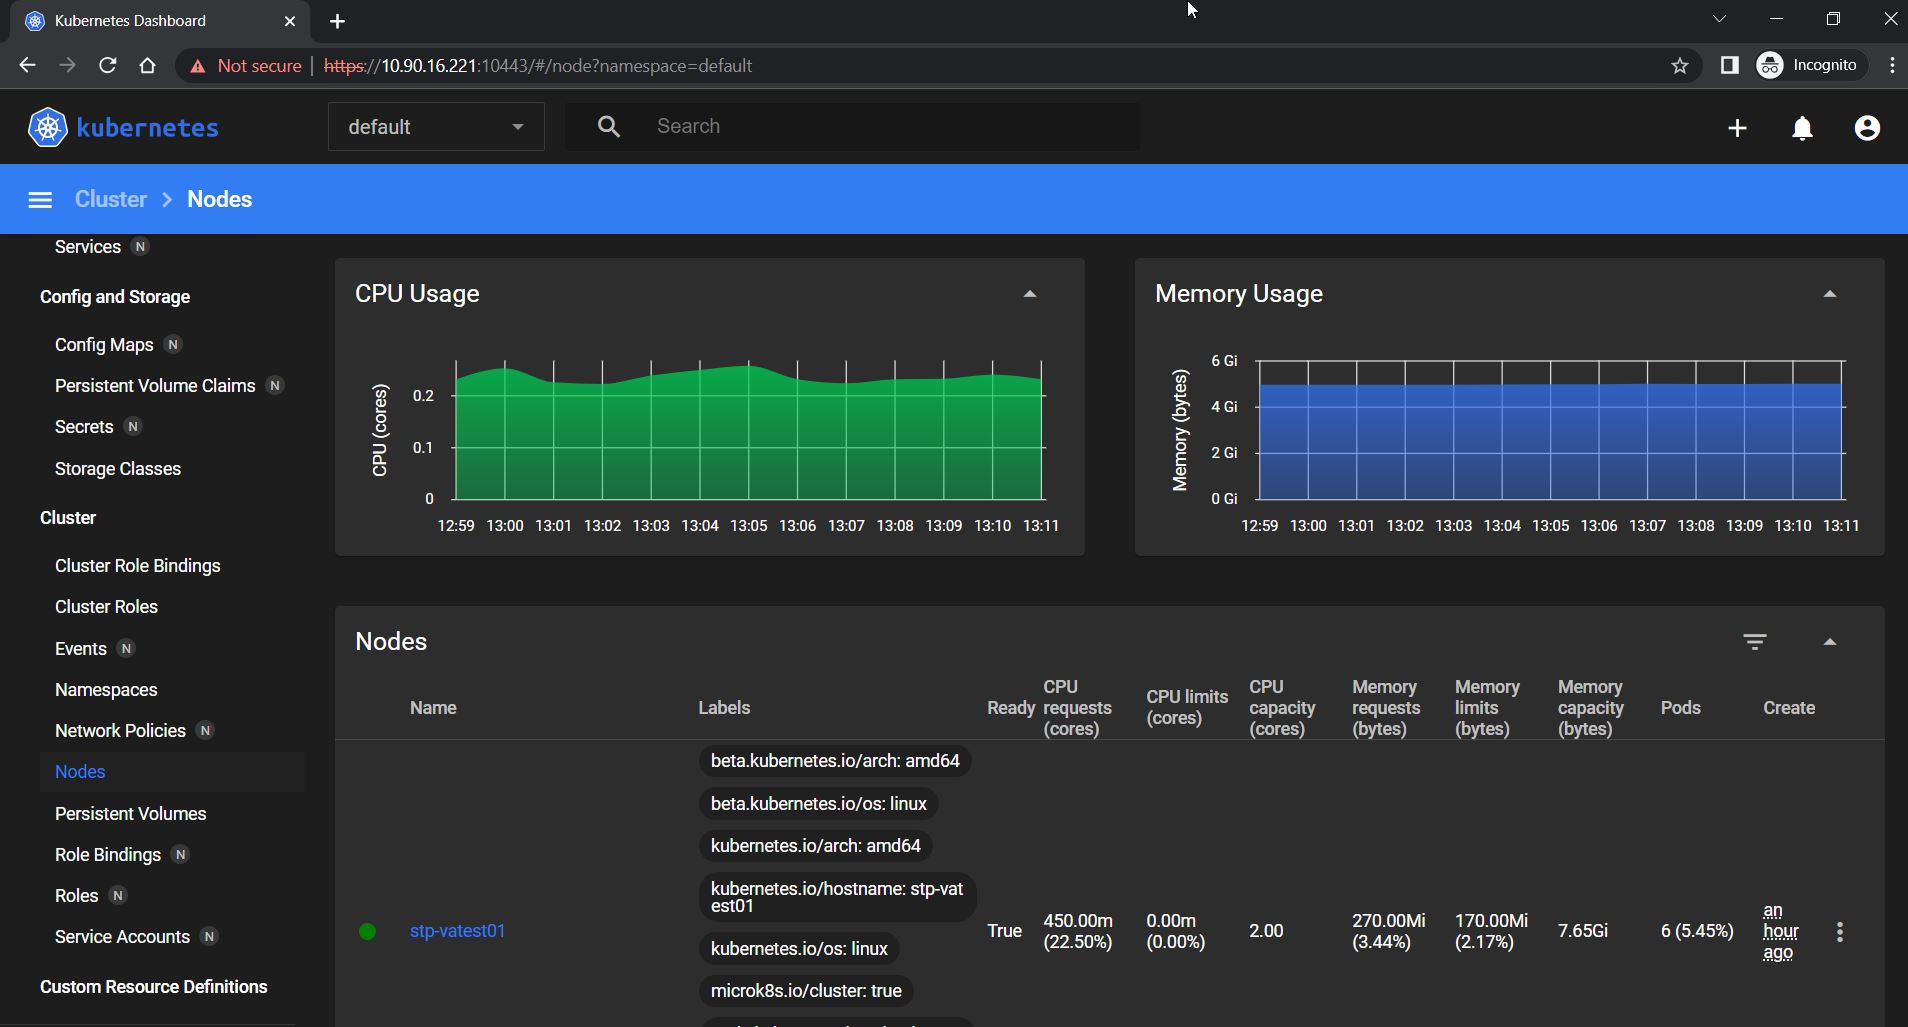 Kubernetes Dashboard
Not secure | https://10.90.16.221:10443/#/node?namespace=default
Incognito
kubernetes
default
Search
Cluster > Nodes
Services N
Config and Storage
Config Maps N
Persistent Volume Claims N
Secrets N
Storage Classes
Cluster
Cluster Role Bindings
Cluster Roles
Events N
Namespaces
Network Policies N
Nodes
Persistent Volumes
Role Bindings N
Roles N
Service Accounts N
Custom Resource Definitions
CPU Usage
CPU (cores)
0.2
0.1
0
12:59 13:00 13:01 13:02 13:03 13:04 13:05 13:06 13:07 13:08 13:09 13:10 13:11
Memory Usage
Memory (bytes)
6 Gi
4 Gi
2 Gi
0 Gi
12:59 13:00 13:01 13:02 13:03 13:04 13:05 13:06 13:07 13:08 13:09 13:10 13:11
Nodes
Name
Labels
Ready
CPU
requests
(cores)
CPU limits
(cores)
CPU
capacity
(cores)
Memory
requests
(bytes)
Memory
limits
(bytes)
Memory
capacity
(bytes)
Pods
Create
stp-vatest01
beta.kubernetes.io/arch: amd64
beta.kubernetes.io/os: linux
kubernetes.io/arch: amd64
kubernetes.io/hostname: stp-vat
est01
kubernetes.io/os: linux
microk8s.io/cluster: true
True
450.00m
(22.50%)
0.00m
(0.00%)
2.00
270.00Mi
(3.44%)
170.00Mi
(2.17%)
7.65Gi
6 (5.45%)
an
hour
ago